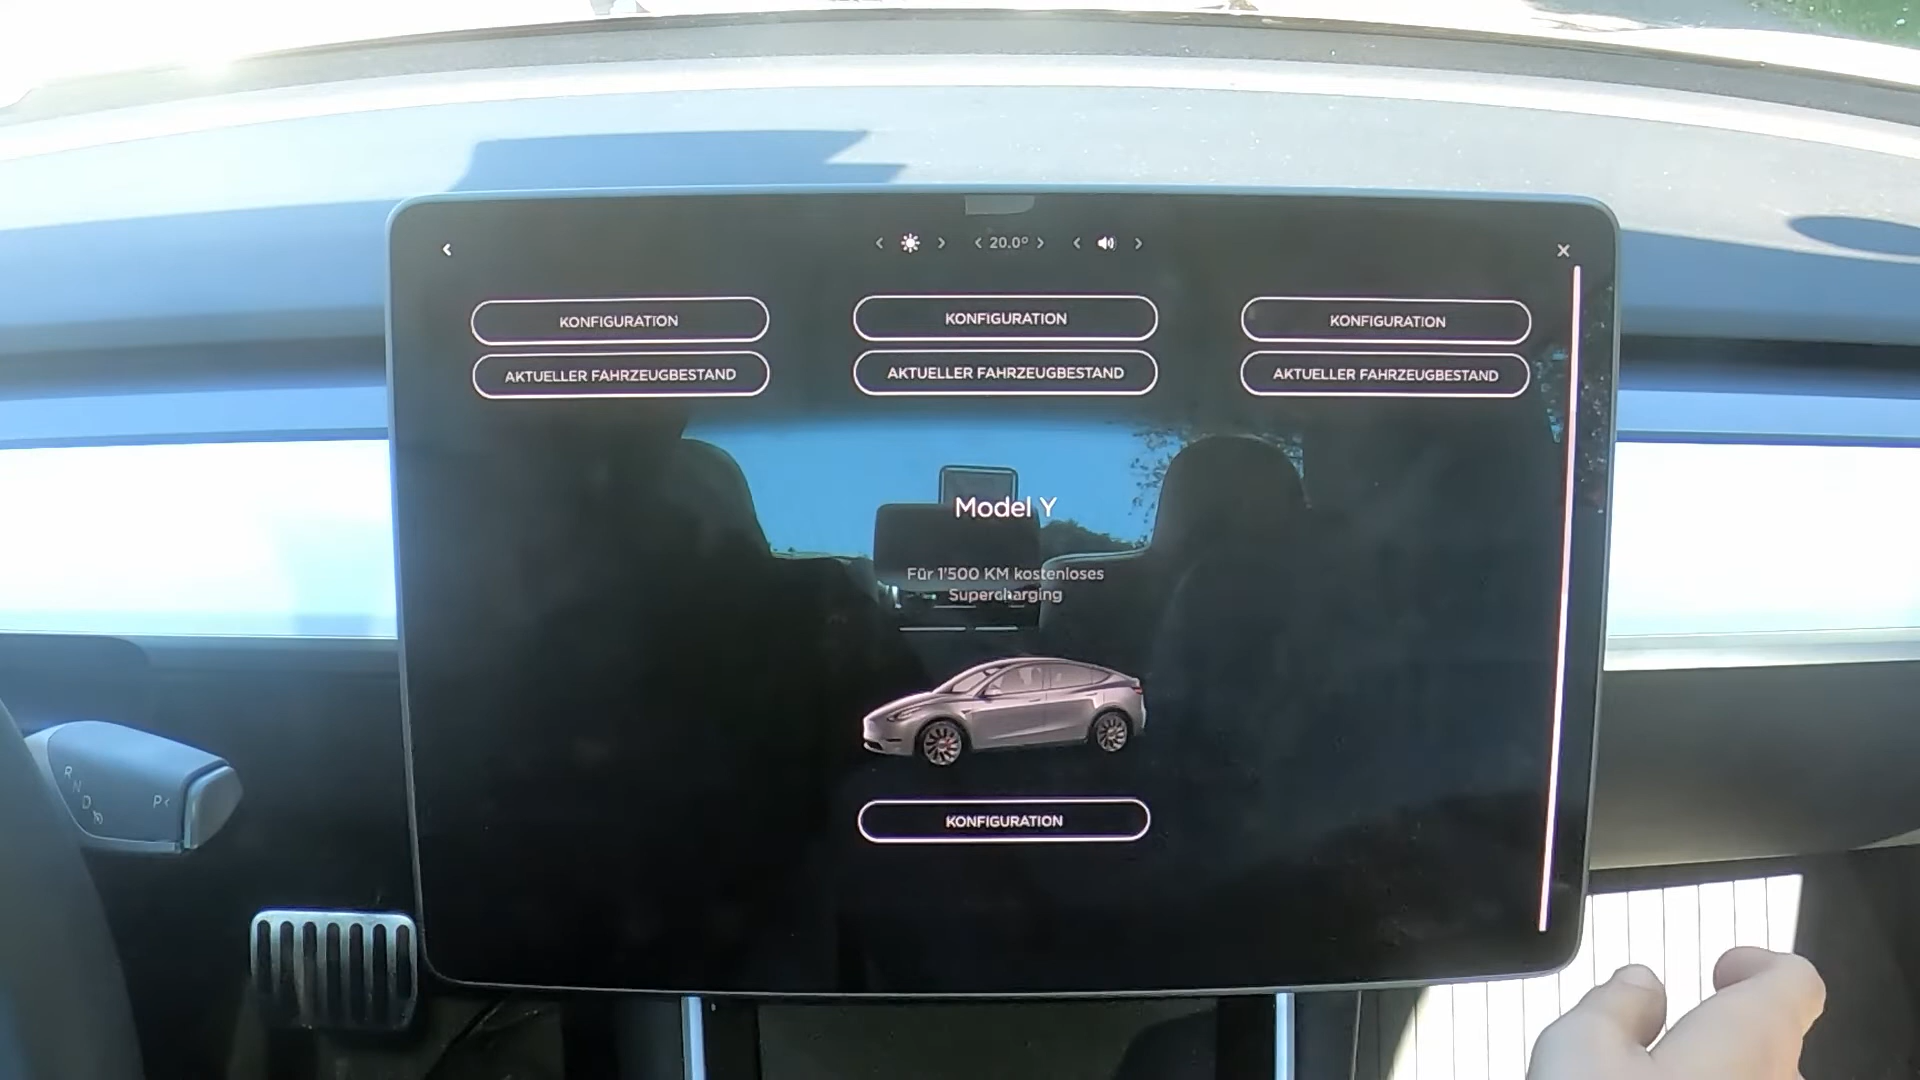 20.0°
KONFIGURATION
KONFIGURATION
KONFIGURATION
AKTUELLER FAHRZEUGBESTAND
AKTUELLER FAHRZEUGBESTAND
AKTUELLER FAHRZEUGBESTAND
Model Y
Für 1'500 KM kostenloses
Supercharging
KONFIGURATION
R
N
D
P